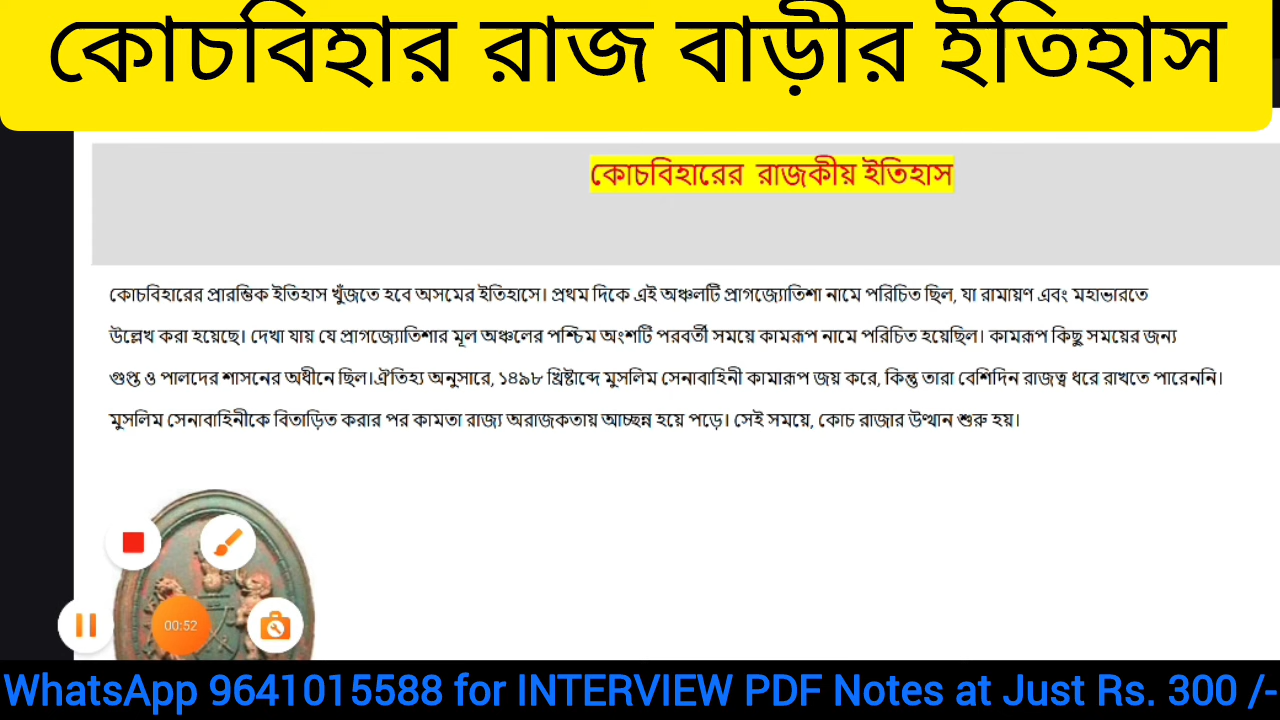 কোচবিহার রাজ বাড়ীর ইতিহাস
কোচবিহারের রাজকীয় ইতিহাস
কোচবিহারের প্রারম্ভিক ইতিহাস খুঁজতে হবে অসমের ইতিহাসে। প্রথম দিকে এই অঞ্চলটি প্রাগজ্যোতিশা নামে পরিচিত ছিল, যা রামায়ণ এবং মহাভারতে
উল্লেখ করা হয়েছে। দেখা যায় যে প্রাগজ্যোতিশার মূল অঞ্চলের পশ্চিম অংশটি পরবর্তী সময়ে কামরূপ নামে পরিচিত হয়েছিল। কামরূপ কিছু সময়ের জন্য
গুপ্ত ও পালদের শাসনের অধীনে ছিল।ঐতিহ্য অনুসারে, ১৪৯৮ খ্রিষ্টাব্দে মুসলিম সেনাবাহিনী কামারূপ জয় করে, কিন্তু তারা বেশিদিন রাজত্ব ধরে রাখতে পারেননি।
মুসলিম সেনাবাহিনীকে বিতাড়িত করার পর কামতা রাজ্য অরাজকতায় আচ্ছন্ন হয়ে পড়ে। সেই সময়ে, কোচ রাজার উত্থান শুরু হয়।
00:52
WhatsApp 9641015588 for INTERVIEW PDF Notes at Just Rs. 300 /-